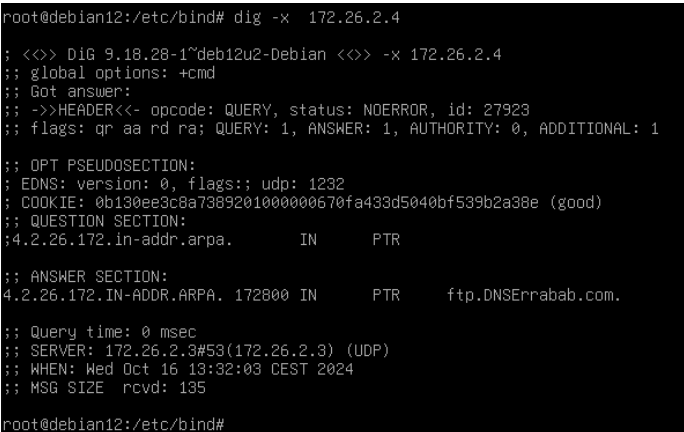 root@debian12:/etc/bind# dig -x  172.26.2.4
; <<>> DiG 9.18.28-1~deb12u2-Debian <<>> -x 172.26.2.4
;; global options: +cmd
;; Got answer:
;; ->>HEADER<<- opcode: QUERY, status: NOERROR, id: 27923
;; flags: qr aa rd ra; QUERY: 1, ANSWER: 1, AUTHORITY: 0, ADDITIONAL: 1
;; OPT PSEUDOSECTION:
; EDNS: version: 0, flags:; udp: 1232
; COOKIE: 0b130ee3c8a7389201000000670fa433d5040bf539b2a38e (good)
;; QUESTION SECTION:
;4.2.26.172.in-addr.arpa.       IN      PTR
;; ANSWER SECTION:
4.2.26.172.IN-ADDR.ARPA. 172800 IN      PTR     ftp.DNSErrabab.com.
;; Query time: 0 msec
;; SERVER: 172.26.2.3#53(172.26.2.3) (UDP)
;; WHEN: Wed Oct 16 13:32:03 CEST 2024
;; MSG SIZE  rcvd: 135
root@debian12:/etc/bind#